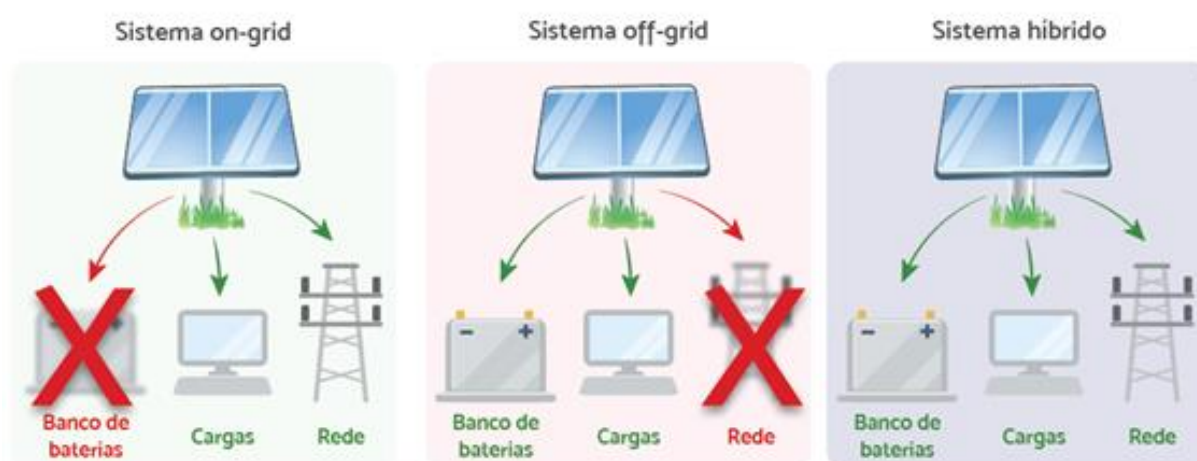 Sistema on-grid
Sistema off-grid
Sistema híbrido
Banco de
baterias
Cargas
Rede
Banco de
baterias
Cargas
Rede
Banco de
baterias
Cargas
Rede